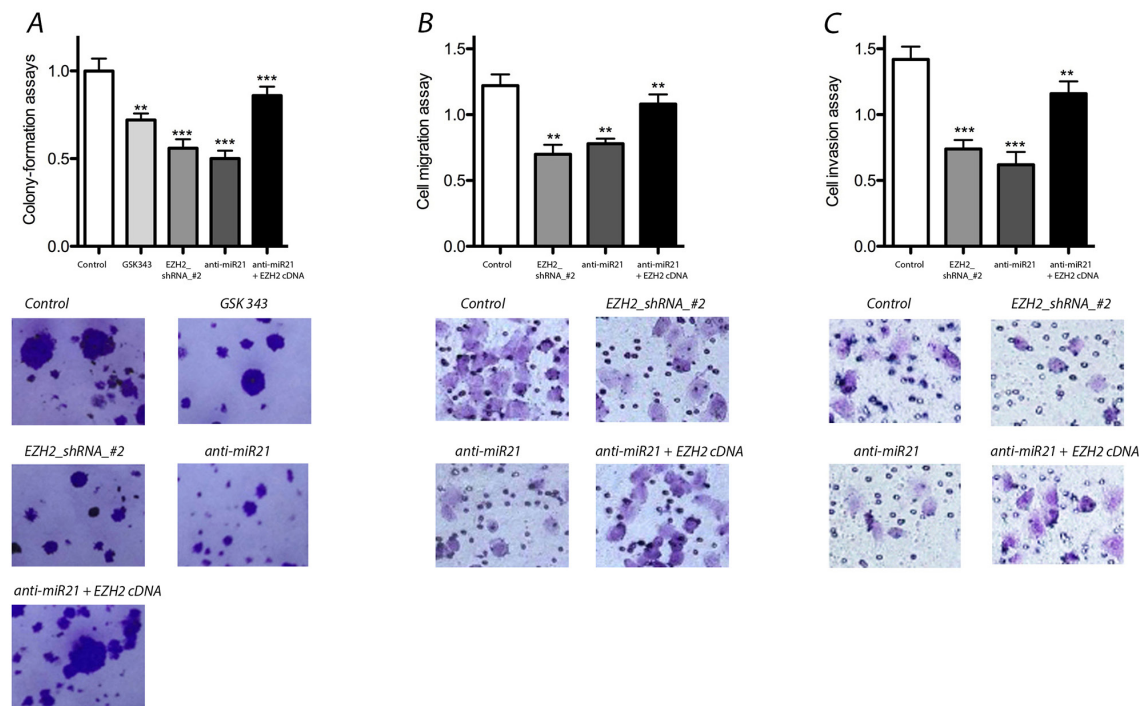 A
Colony-formation assays
1.0
0.5
0.0
**
***
***
***
Control
GSK343
EZH2_
shRNA_#2
anti-miR21
anti-miR21
+ EZH2 cDNA
Control
GSK 343
EZH2_shRNA_#2
anti-miR21
anti-miR21 + EZH2 cDNA
B
Cell migration assay
1.5
1.0
0.5
0.0
**
**
**
Control
EZH2_
shRNA_#2
anti-miR21
anti-miR21
+ EZH2 cDNA
Control
EZH2_shRNA_#2
anti-miR21
anti-miR21 + EZH2 cDNA
C
Cell invasion assay
1.5
1.0
0.5
0.0
***
***
**
Control
EZH2_
shRNA_#2
anti-miR21
anti-miR21
+ EZH2 cDNA
Control
EZH2_shRNA_#2
anti-miR21
anti-miR21 + EZH2 cDNA